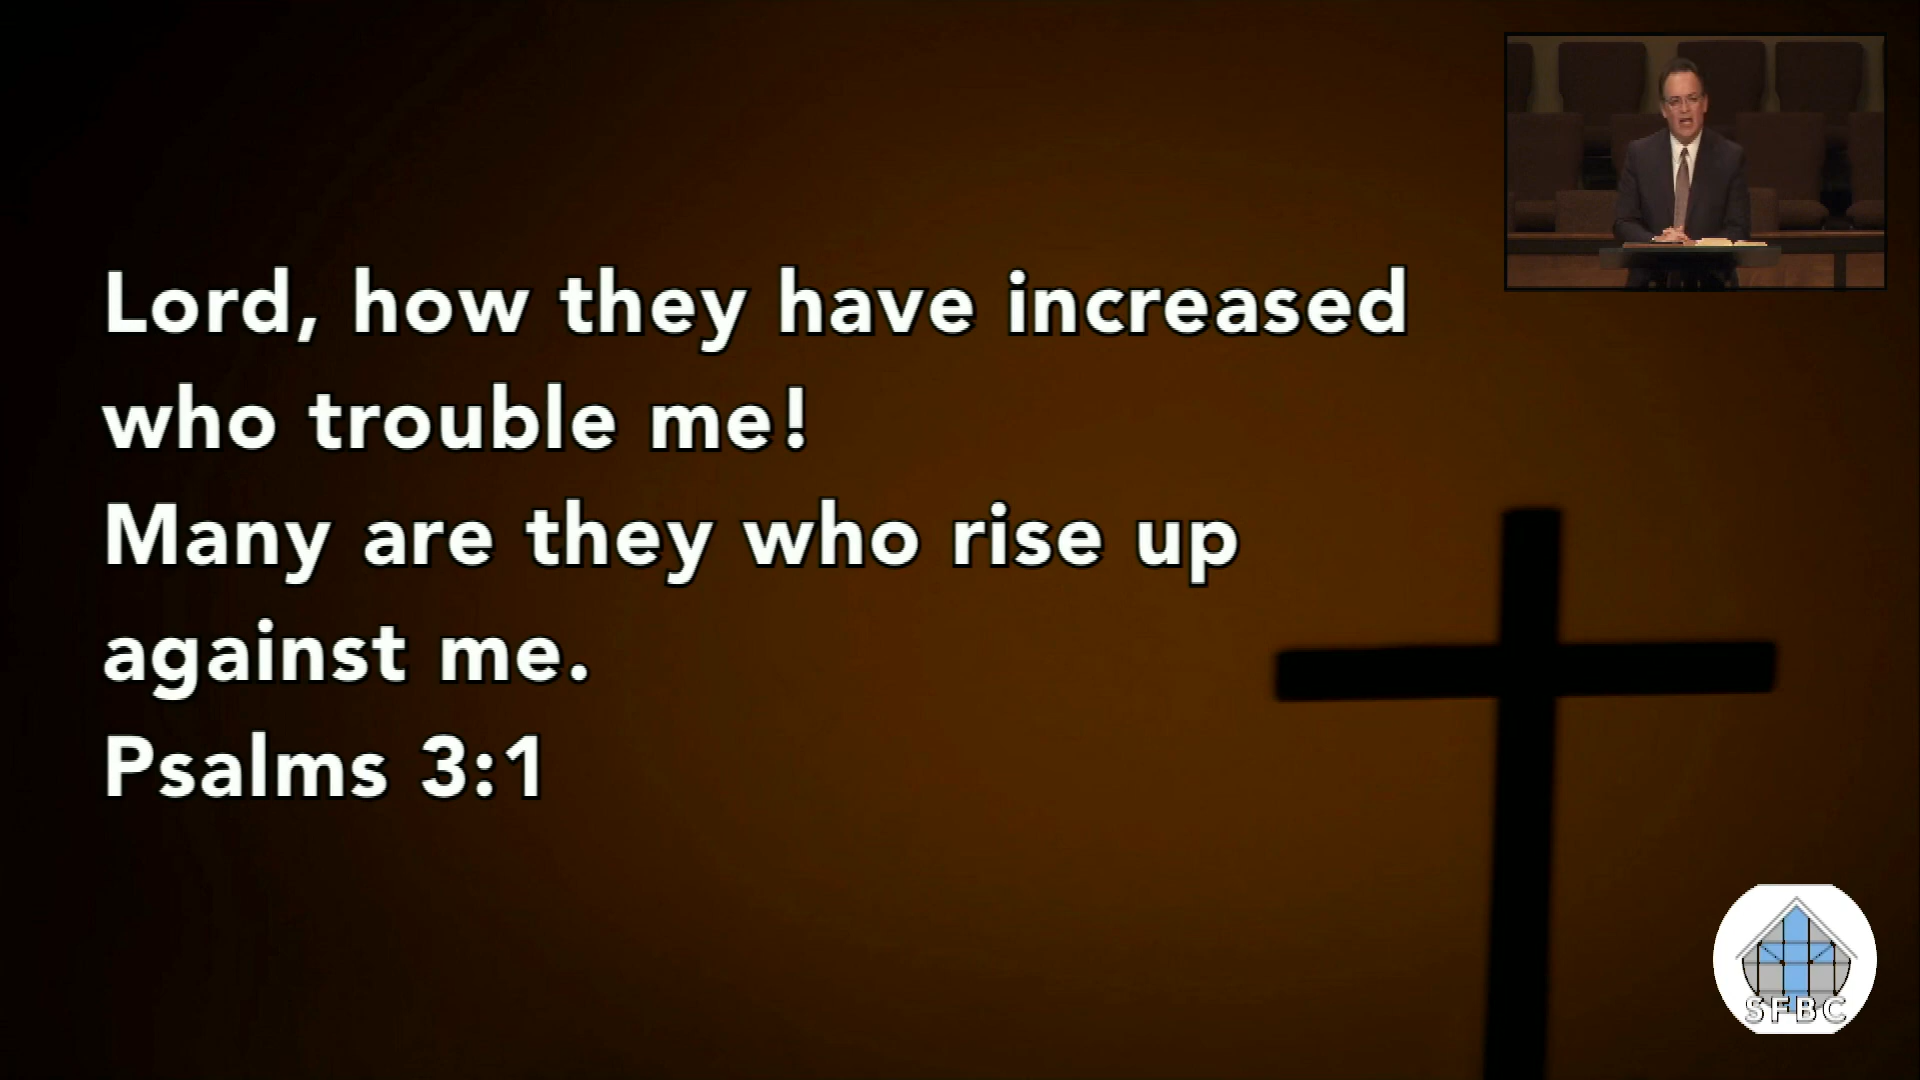 Lord, how they have increased
who trouble me!
Many are they who rise up
against me.
Psalms 3:1
SFBC